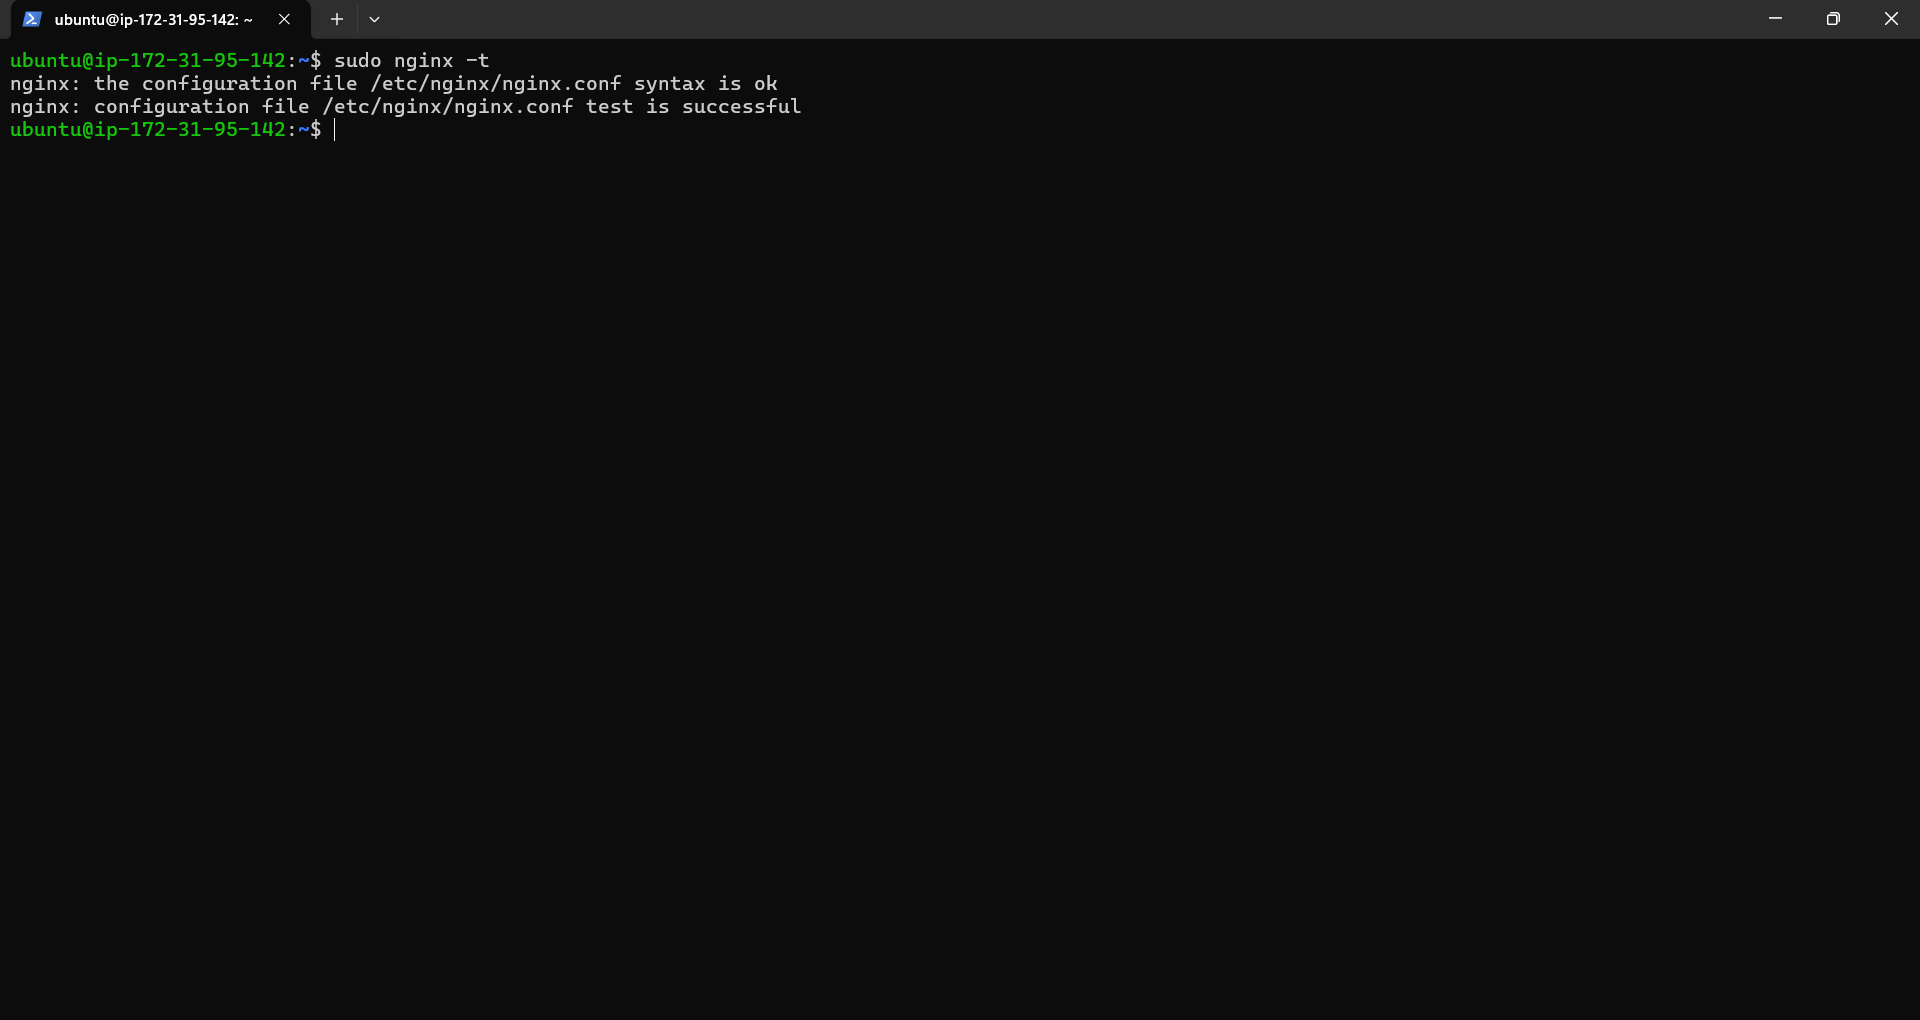 ubuntu@ip-172-31-95-142: ~
ubuntu@ip-172-31-95-142:~$ sudo nginx -t
nginx: the configuration file /etc/nginx/nginx.conf syntax is ok
nginx: configuration file /etc/nginx/nginx.conf test is successful
ubuntu@ip-172-31-95-142:~$